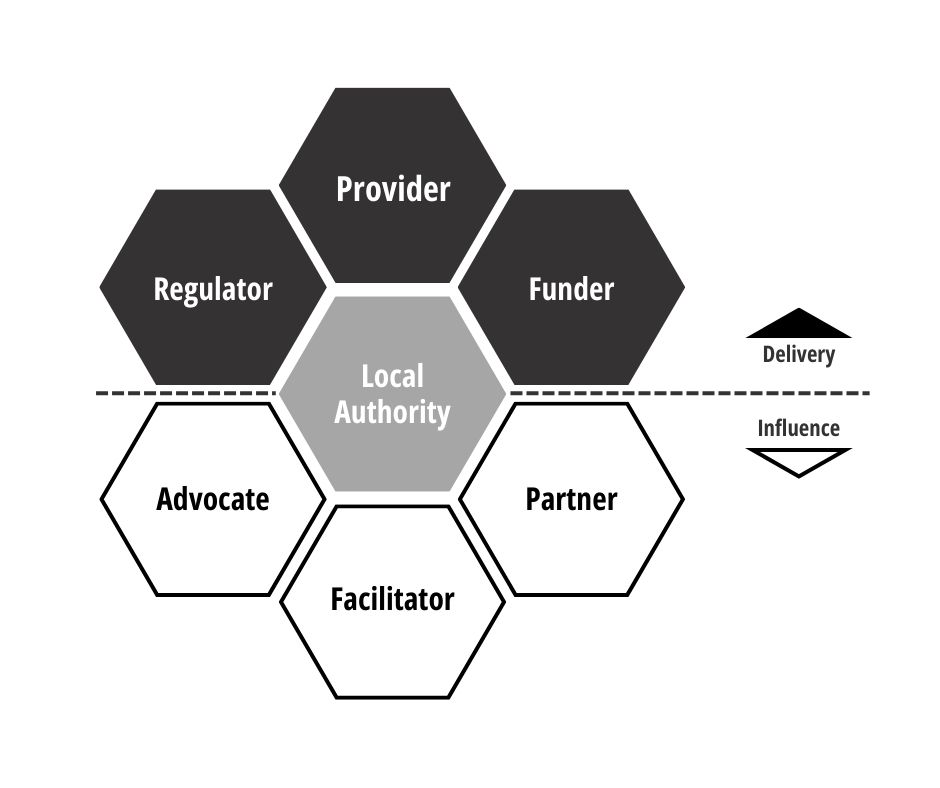 Provider
Regulator
Funder
Local
Authority
Delivery
Influence
Advocate
Partner
Facilitator